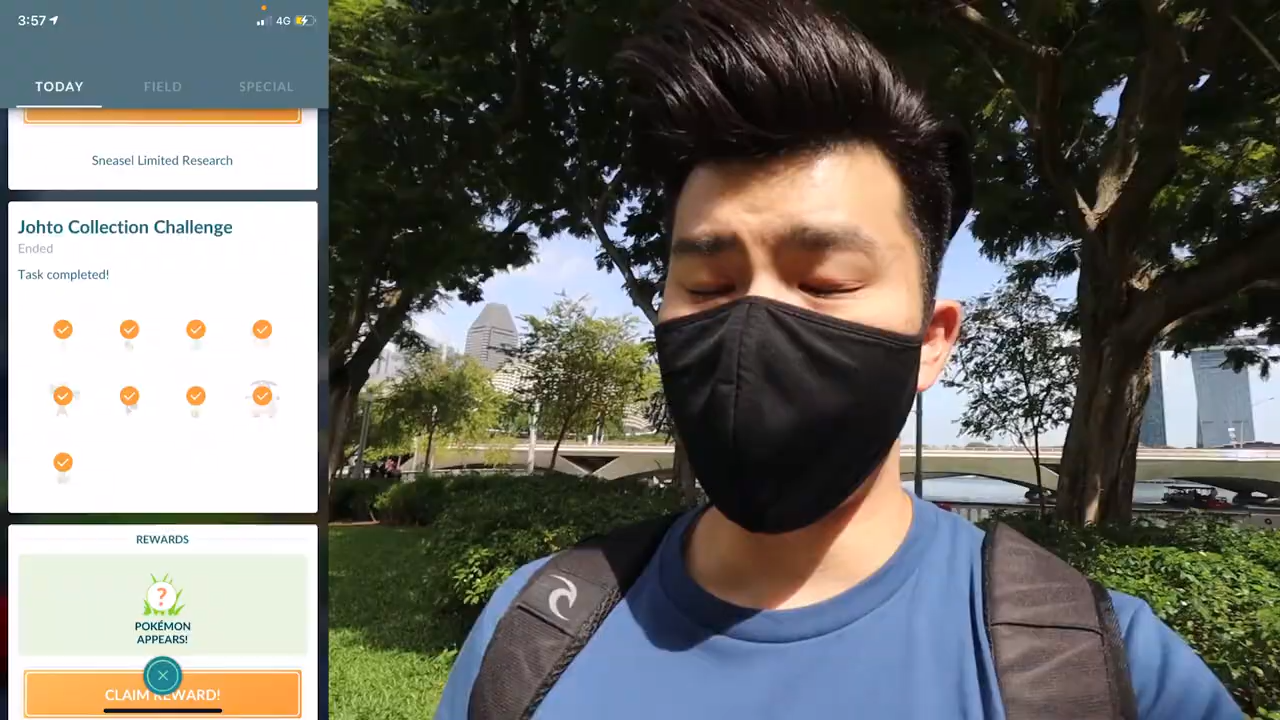 3:57
4G
TODAY
FIELD
SPECIAL
Sneasel Limited Research
Johto Collection Challenge
Ended
Task completed!
REWARDS
?
POKÉMON
APPEARS!
CLAIM REWARD!